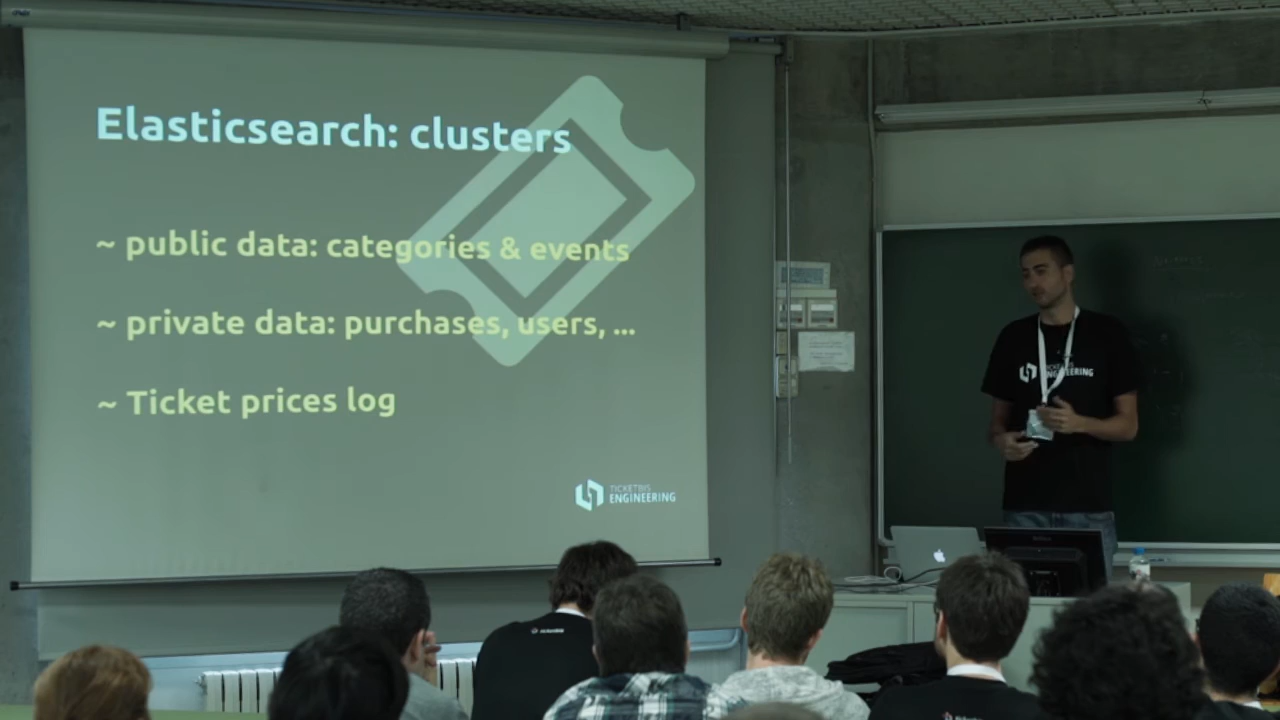 Elasticsearch: clusters
~ public data: categories & events
~ private data: purchases, users, ...
~ Ticket prices log
TICKETBIS
ENGINEERING
ENGINEERING